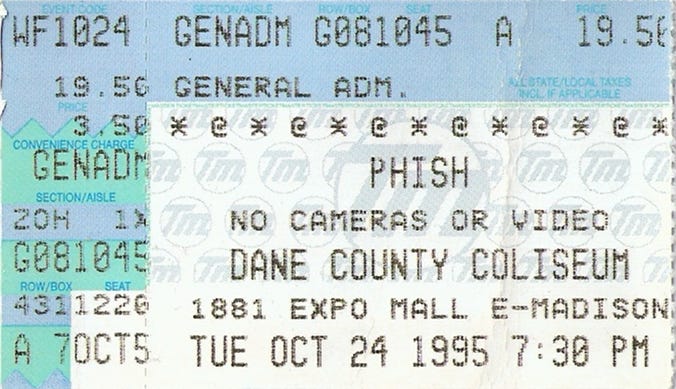 EVENT CODE SECTION/AISLE ROW/BOX SEAT PRICE
WF1024 GENADM G081045 A 19.50
19.50 GENERAL ADM. ALL STATE/LOCAL TAXES
INCL. IF APPLICABLE
PRICE
3.50 * @ * @ * @ * @ * @ * @ *
CONVENIENCE CHARGE
GENADM PHISH
SECTION/AISLE
20H 1X NO CAMERAS OR VIDEO
G081045 DANE COUNTY COLISEUM
ROW/BOX SEAT
4311220 1881 EXPO MALL E-MADISON
A 7OCT5 TUE OCT 24 1995 7:30 PM